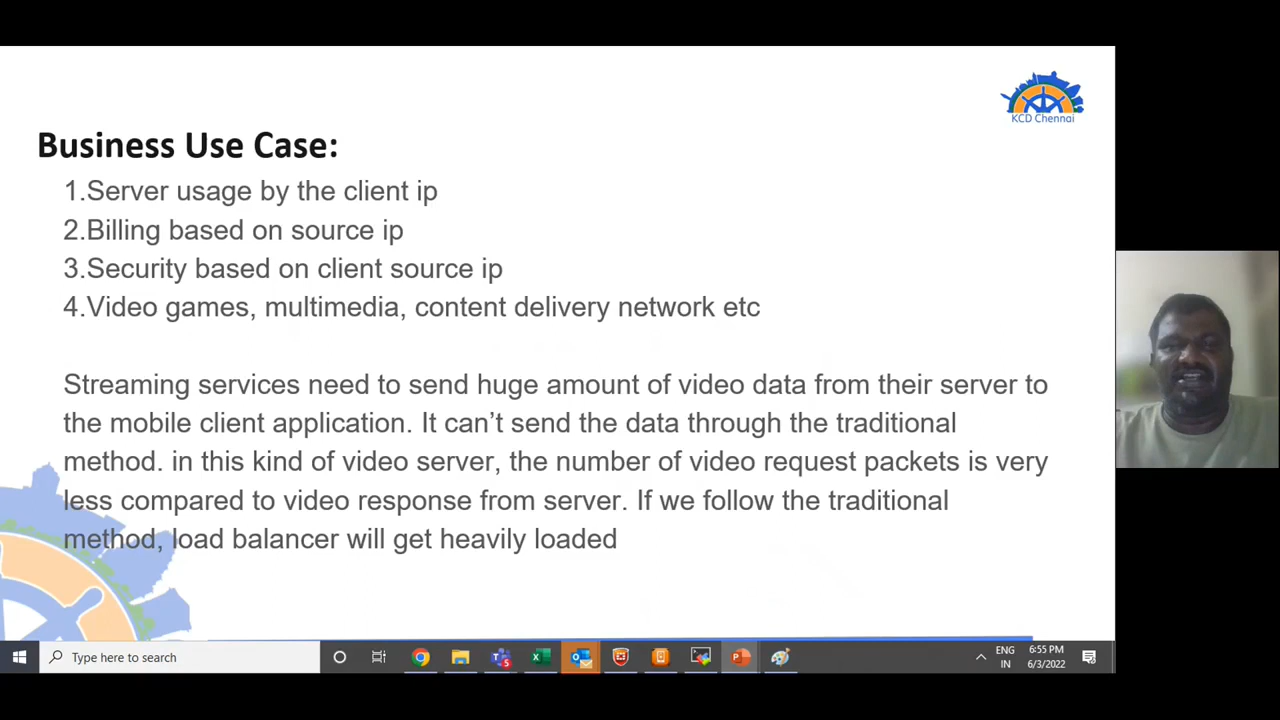 KCD Chennai
Business Use Case:
1.Server usage by the client ip
2.Billing based on source ip
3.Security based on client source ip
4.Video games, multimedia, content delivery network etc
Streaming services need to send huge amount of video data from their server to
the mobile client application. It can’t send the data through the traditional
method. in this kind of video server, the number of video request packets is very
less compared to video response from server. If we follow the traditional
method, load balancer will get heavily loaded
Type here to search
ENG
IN
6:55 PM
6/3/2022